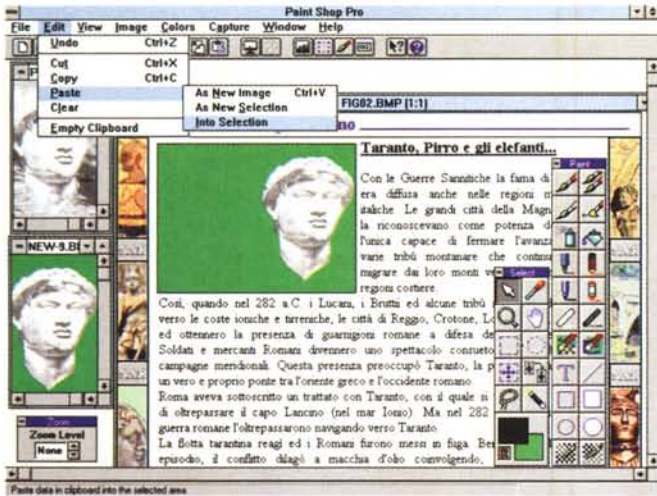 Paint Shop Pro
File Edit View Image Colors Capture Window Help
Undo Ctrl+Z
Cut Ctrl+X
Copy Ctrl+C
Paste
Clear
Empty Clipboard
As New Image Ctrl+V
As New Selection
Into Selection
FIG02.BMP (1:1)
Taranto, Pirro e gli elefanti...
Con le Guerre Sannitiche la fama di
era diffusa anche nelle regioni
italiche. Le grandi città della Magn
la riconoscevano come potenza d
l'unica capace di fermare l'avanz
varie tribù montanare che continu
migrare dai loro monti
regioni costiere.
Così, quando nel 282 a.C. i Lucani, i Bruttii ed alcune tribù
verso le coste ioniche e tirreniche, le città di Reggio, Crotone,
ed ottennero la presenza di guarnigioni romane a difesa de
Soldati e mercanti Romani divennero uno spettacolo consueto
campagne meridionali. Questa presenza preoccupò Taranto, la p
un vero e proprio ponte tra l'oriente greco e l'occidente romano.
Roma aveva sottoscritto un trattato con Taranto, con il quale si
di oltrepassare il capo Lancino (nel mar Ionio). Ma nel 282
guerra romane l'oltrepassarono navigando verso Taranto.
La flotta tarantina reagì ed i Romani furono messi in fuga.
episodio, il conflitto dilagò a macchia d'olio coinvolgendo,
Paint
Select
NEW-9.B
Zoom
Zoom Level
None
Paste data in clipboard into the selected area